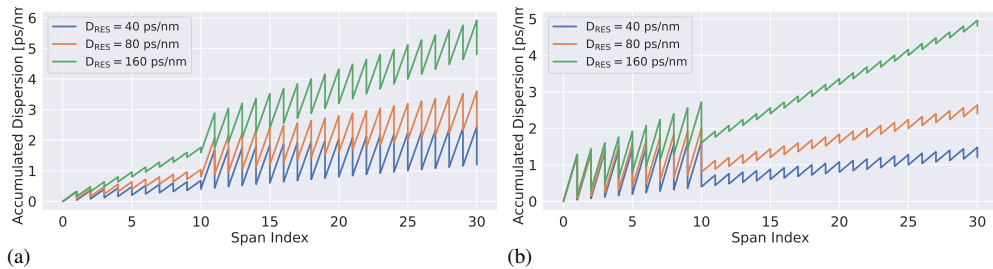 Accumulated Dispersion [ps/nm]
6
5
4
3
2
1
0
D_RES = 40 ps/nm
D_RES = 80 ps/nm
D_RES = 160 ps/nm
0 5 10 15 20 25 30
Span Index
(a)
Accumulated Dispersion [ps/nm]
5
4
3
2
1
0
D_RES = 40 ps/nm
D_RES = 80 ps/nm
D_RES = 160 ps/nm
0 5 10 15 20 25 30
Span Index
(b)